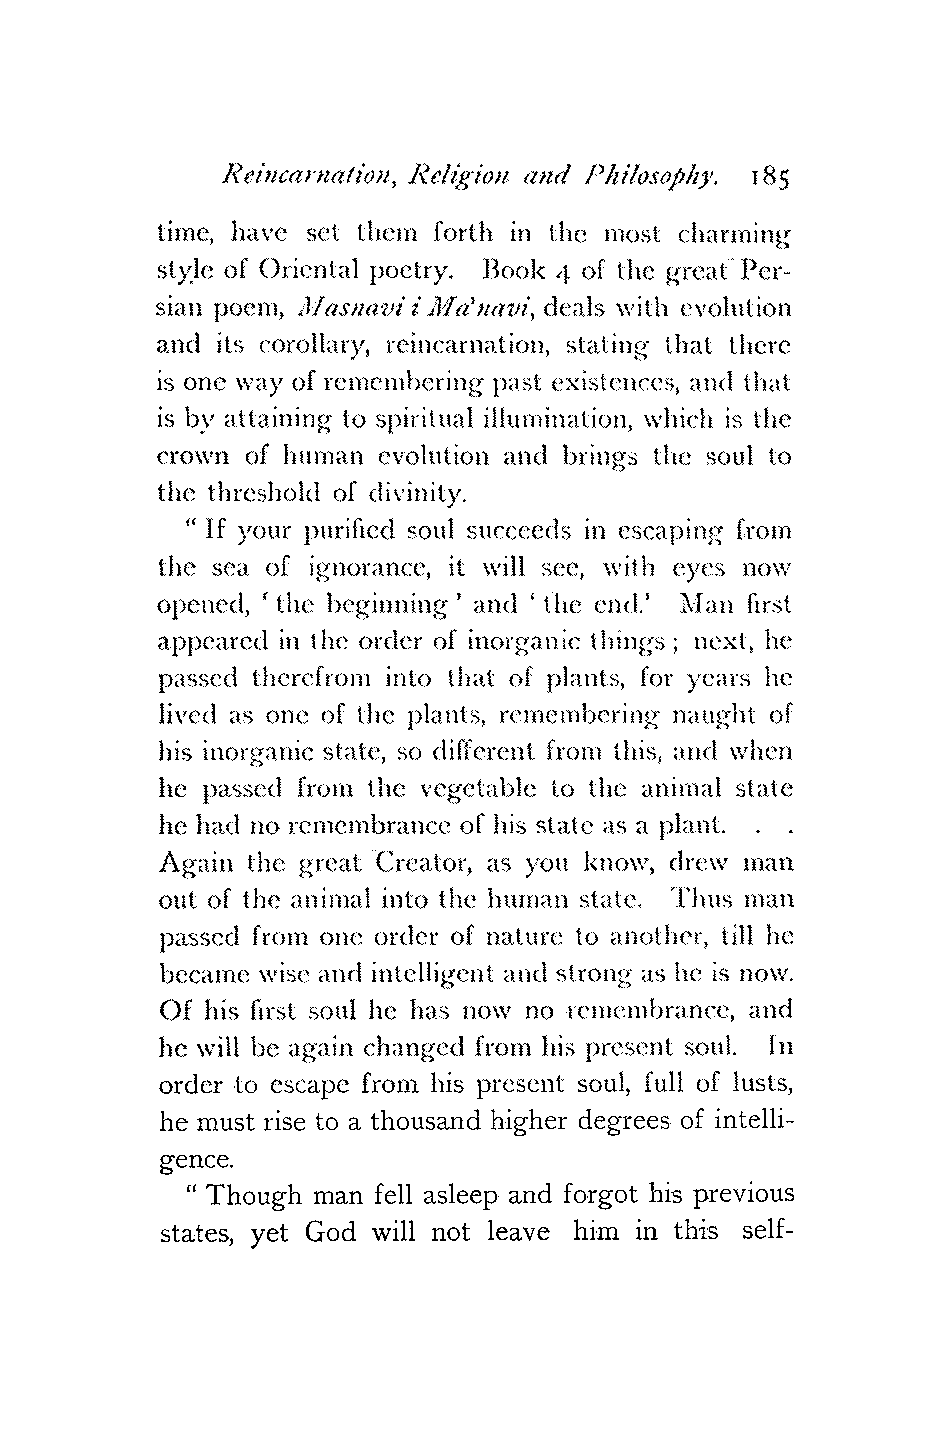 Reincarnation, Religion and Philosophy. 185
time, have set them forth in the most charming
style of Oriental poetry. Book 4 of the great Per-
sian poem, Masnavi i Ma'navi, deals with evolution
and its corollary, reincarnation, stating that there
is one way of remembering past existences, and that
is by attaining to spiritual illumination, which is the
crown of human evolution and brings the soul to
the threshold of divinity.
" If your purified soul succeeds in escaping from
the sea of ignorance, it will see, with eyes now
opened, ' the beginning ' and ' the end.' Man first
appeared in the order of inorganic things ; next, he
passed therefrom into that of plants, for years he
lived as one of the plants, remembering naught of
his inorganic state, so different from this, and when
he passed from the vegetable to the animal state
he had no remembrance of his state as a plant. . .
Again the great Creator, as you know, drew man
out of the animal into the human state. Thus man
passed from one order of nature to another, till he
became wise and intelligent and strong as he is now.
Of his first soul he has now no remembrance, and
he will be again changed from his present soul. In
order to escape from his present soul, full of lusts,
he must rise to a thousand higher degrees of intelli-
gence.
" Though man fell asleep and forgot his previous
states, yet God will not leave him in this self-